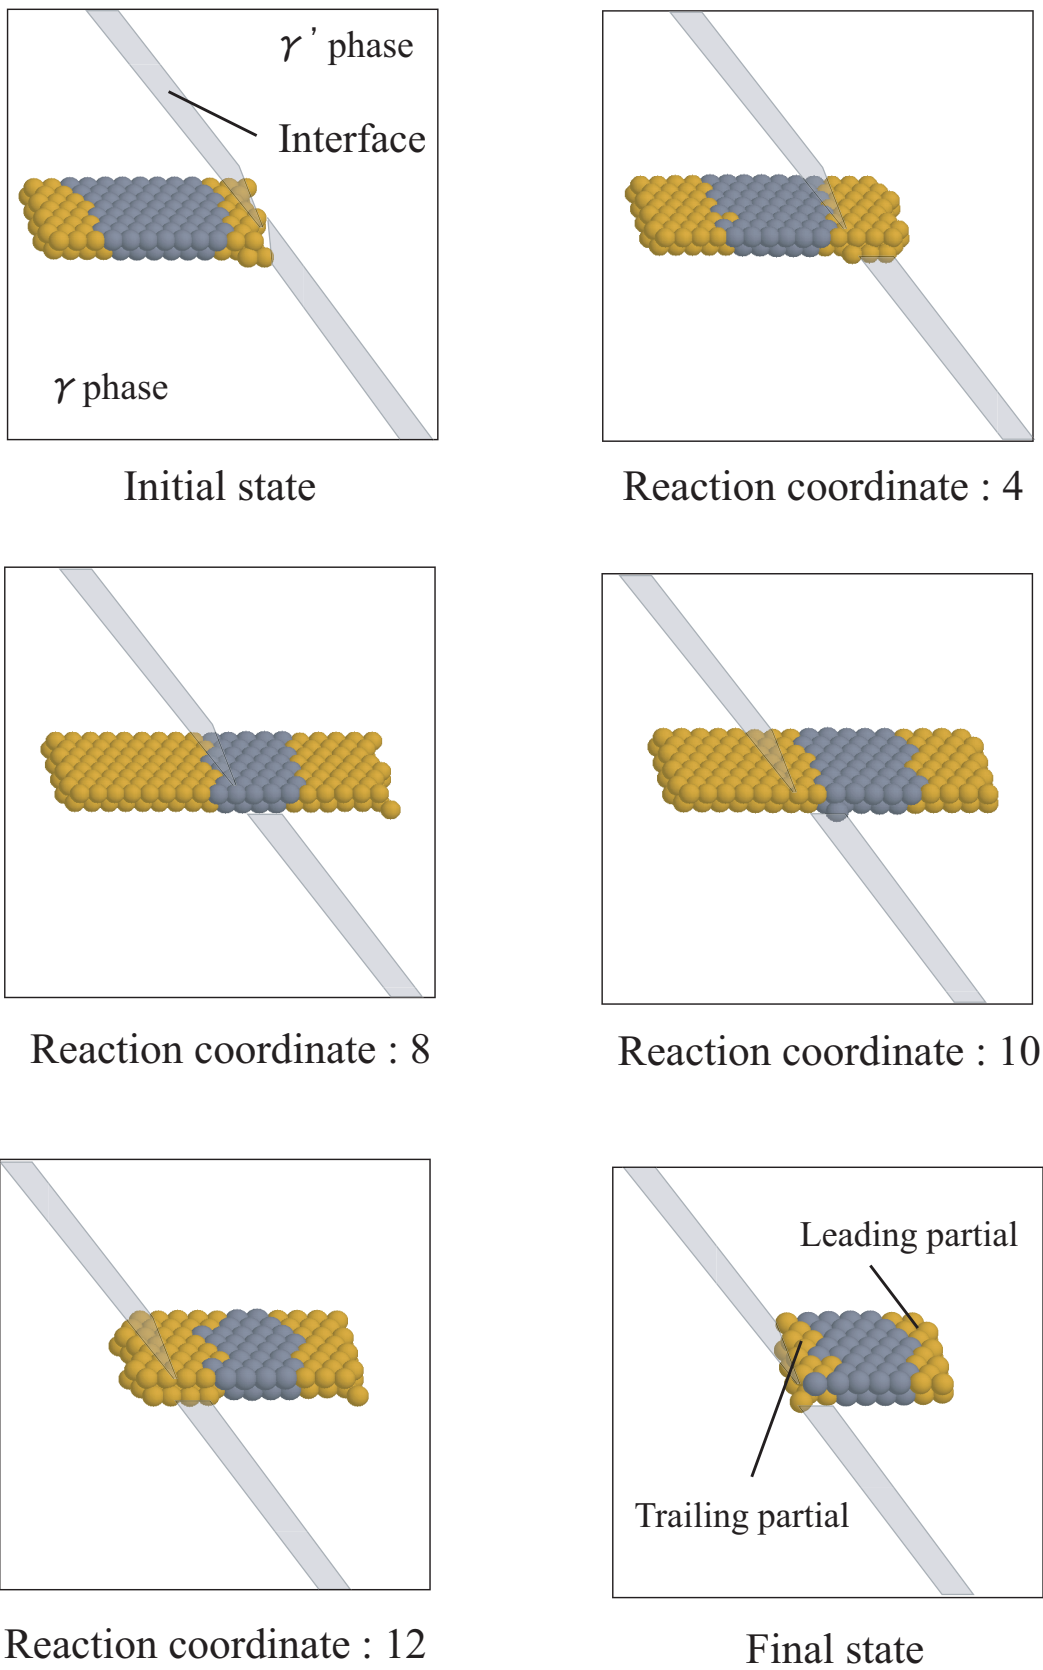 γ ’ phase
Interface
γ phase
Initial state
Reaction coordinate : 4
Reaction coordinate : 8
Reaction coordinate : 10
Leading partial
Trailing partial
Reaction coordinate : 12
Final state